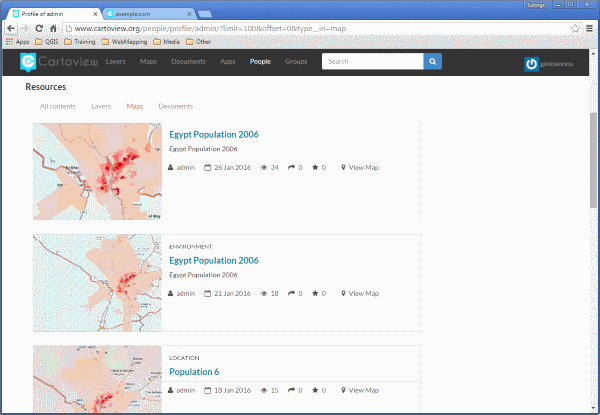 George
Profile of admin
example.com
www.cartoview.org/people/profile/admin/?limit=100&offset=0&type__in=map
Apps QGIS Training WebMapping Media Other
Cartoview Layers Maps Documents Apps People Groups Search
Resources
All contents Layers Maps Documents
Egypt Population 2006
Egypt Population 2006
admin 26 Jan 2016 34 0 0 View Map
ENVIRONMENT
Egypt Population 2006
Egypt Population 2006
admin 21 Jan 2016 18 0 0 View Map
LOCATION
Population 6
admin 18 Jan 2016 15 0 0 View Map